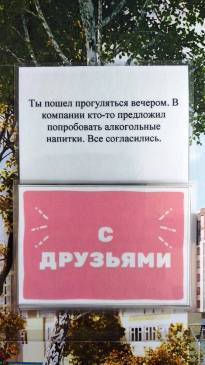 Ты пошел прогуляться вечером. В
компании кто-то предложил
попробовать алкогольные
напитки. Все согласились.
С
ДРУЗЬЯМИ